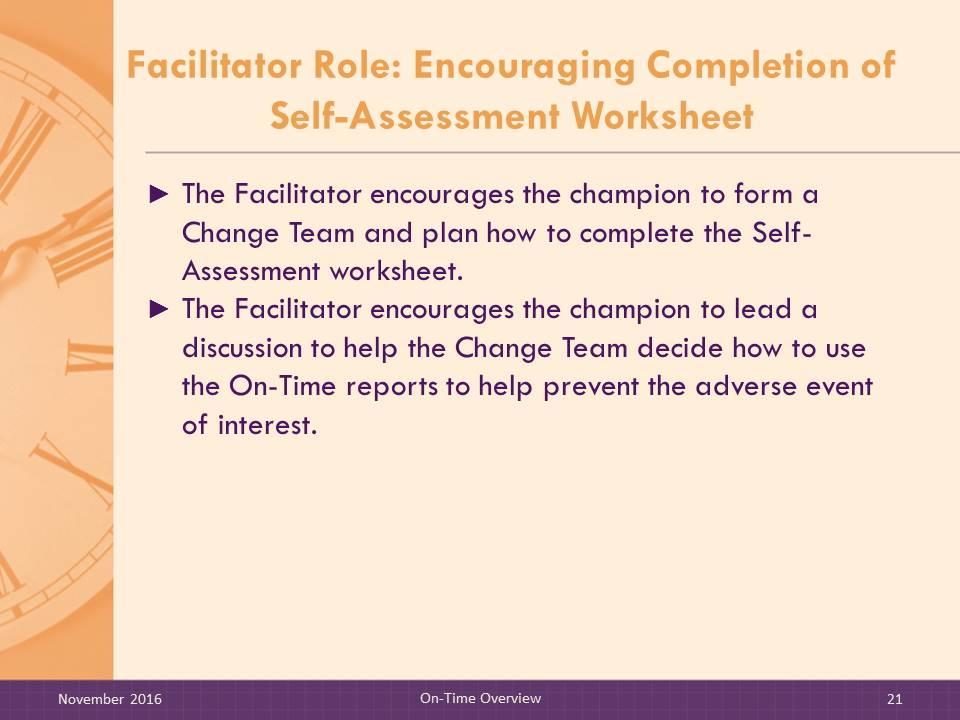 Facilitator Role: Encouraging Completion of
Self-Assessment Worksheet
► The Facilitator encourages the champion to form a
Change Team and plan how to complete the Self-
Assessment worksheet.
► The Facilitator encourages the champion to lead a
discussion to help the Change Team decide how to use
the On-Time reports to help prevent the adverse event
of interest.
November 2016
On-Time Overview
21